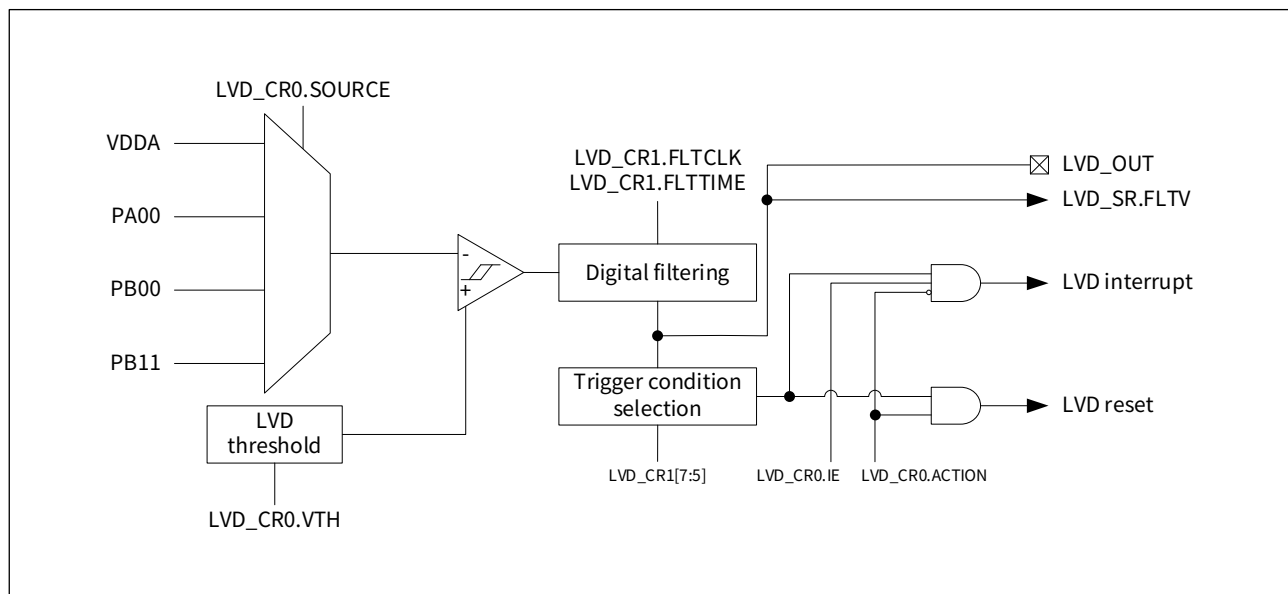 LVD_CR0.SOURCE
VDDA
PA00
PB00
PB11
LVD
threshold
LVD_CR0.VTH
-
+
LVD_CR1.FLTCLK
LVD_CR1.FLTTIME
Digital filtering
Trigger condition
selection
LVD_CR1[7:5]
LVD_CR0.IE
LVD_CR0.ACTION
LVD_OUT
LVD_SR.FLTV
LVD interrupt
LVD reset